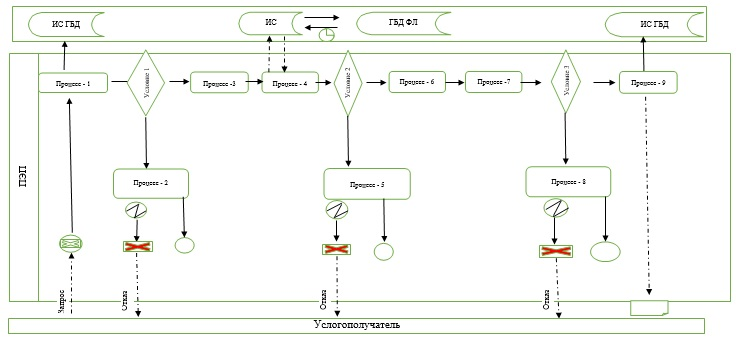 ИС ГБД
ИС
ГБД ФЛ
ИС ГБД
ПЭП
Процесс - 1
Условие 1
Процесс - 3
Процесс - 4
Условие 2
Процесс - 6
Процесс -7
Условие 3
Процесс - 9
Процесс - 2
Процесс - 5
Процесс - 8
Запрос
Отказ
Отказ
Отказ
Услогополучатель